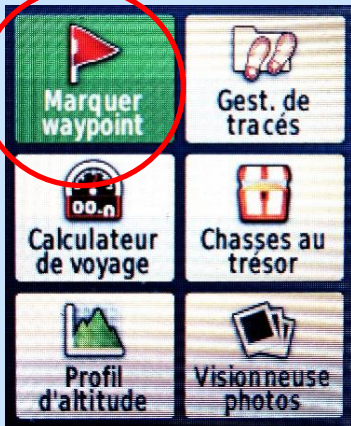 Marquer
waypoint
Gest. de
tracés
00.0
Calculateur
de voyage
Chasses au
trésor
Profil
d'altitude
Visionneuse
photos